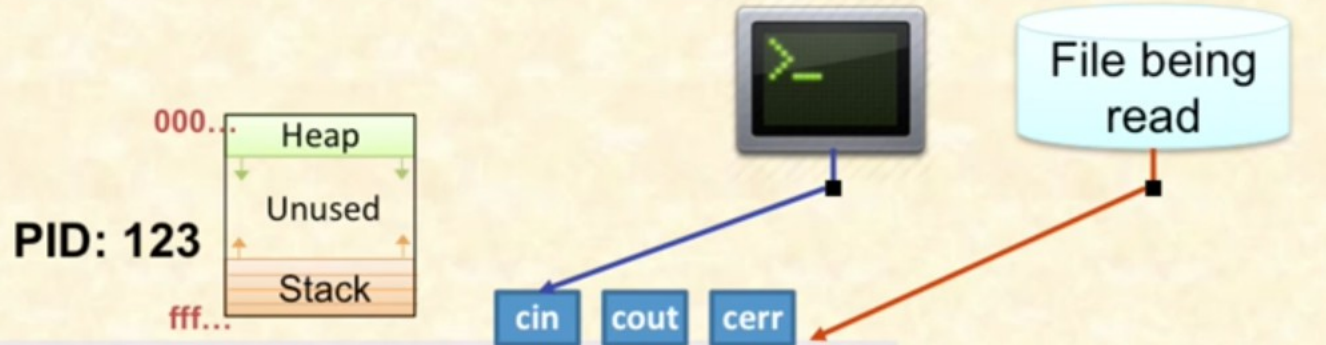 >_
File being
read
000...
Heap
Unused
PID: 123
Stack
fff...
cin
cout
cerr